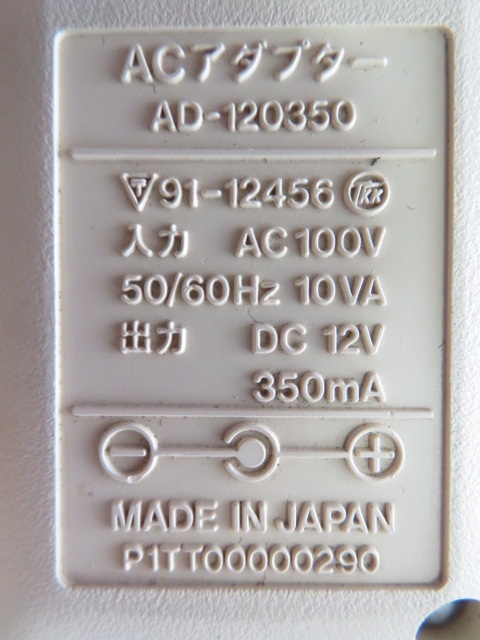 ACアダプター
AD-120350
〒91-12456 TKK
入力 AC100V
50/60Hz 10VA
出力 DC 12V
350mA
MADE IN JAPAN
P1TT00000290